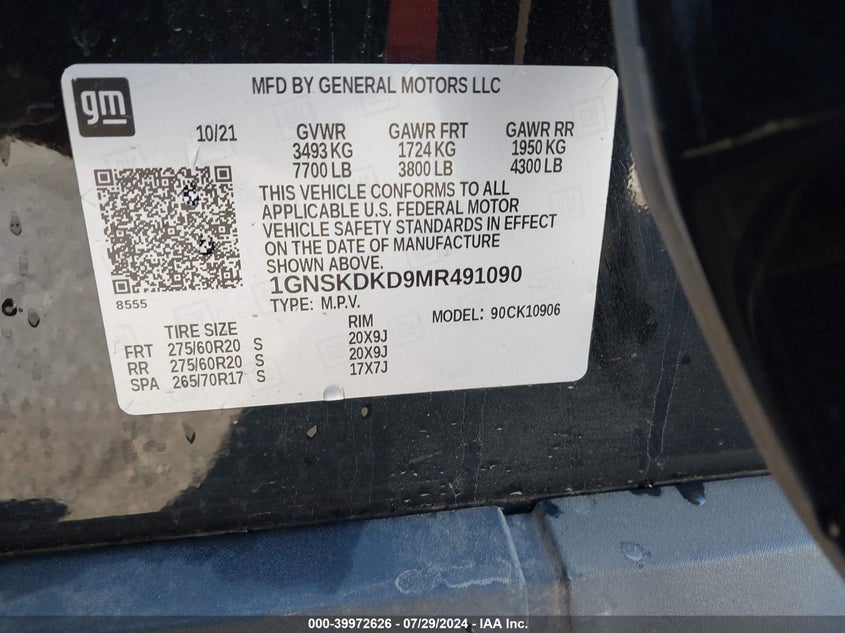 gm
MFD BY GENERAL MOTORS LLC
10/21 GVWR GAWR FRT GAWR RR
3493 KG 1724 KG 1950 KG
7700 LB 3800 LB 4300 LB
THIS VEHICLE CONFORMS TO ALL
APPLICABLE U.S. FEDERAL MOTOR
VEHICLE SAFETY STANDARDS IN EFFECT
ON THE DATE OF MANUFACTURE
SHOWN ABOVE.
1GNSKDKD9MR491090
8555
TYPE: M.P.V. MODEL: 90CK10906
TIRE SIZE RIM
FRT 275/60R20 S 20X9J
RR 275/60R20 S 20X9J
SPA 265/70R17 S 17X7J
000-39972626 - 07/29/2024 - IAA Inc.